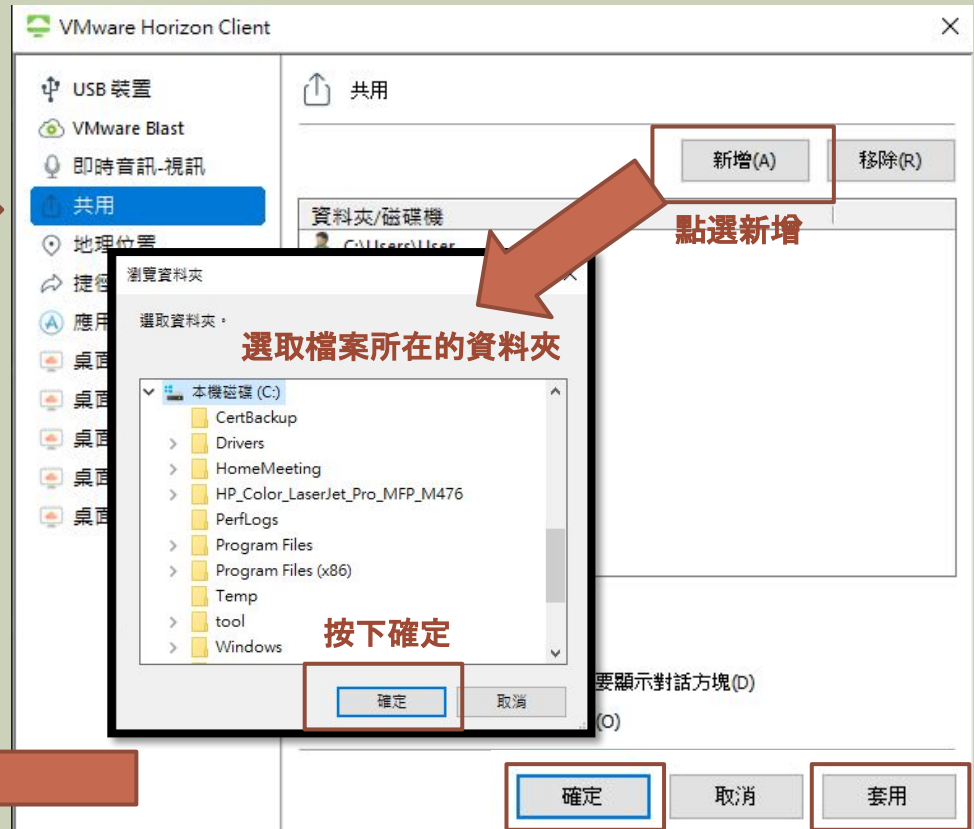 VMware Horizon Client
USB 裝置
VMware Blast
即時音訊-視訊
共用
地理位置
捷徑
應用
桌面
桌面
桌面
桌面
桌面
共用
新增(A)
移除(R)
資料夾/磁碟機
點選新增
C:\Users\User
瀏覽資料夾
選取資料夾。
選取檔案所在的資料夾
本機磁碟 (C:)
CertBackup
Drivers
HomeMeeting
HP_Color_LaserJet_Pro_MFP_M476
PerfLogs
Program Files
Program Files (x86)
Temp
tool
Windows
按下確定
確定
取消
要顯示對話方塊(D)
(O)
確定
取消
套用